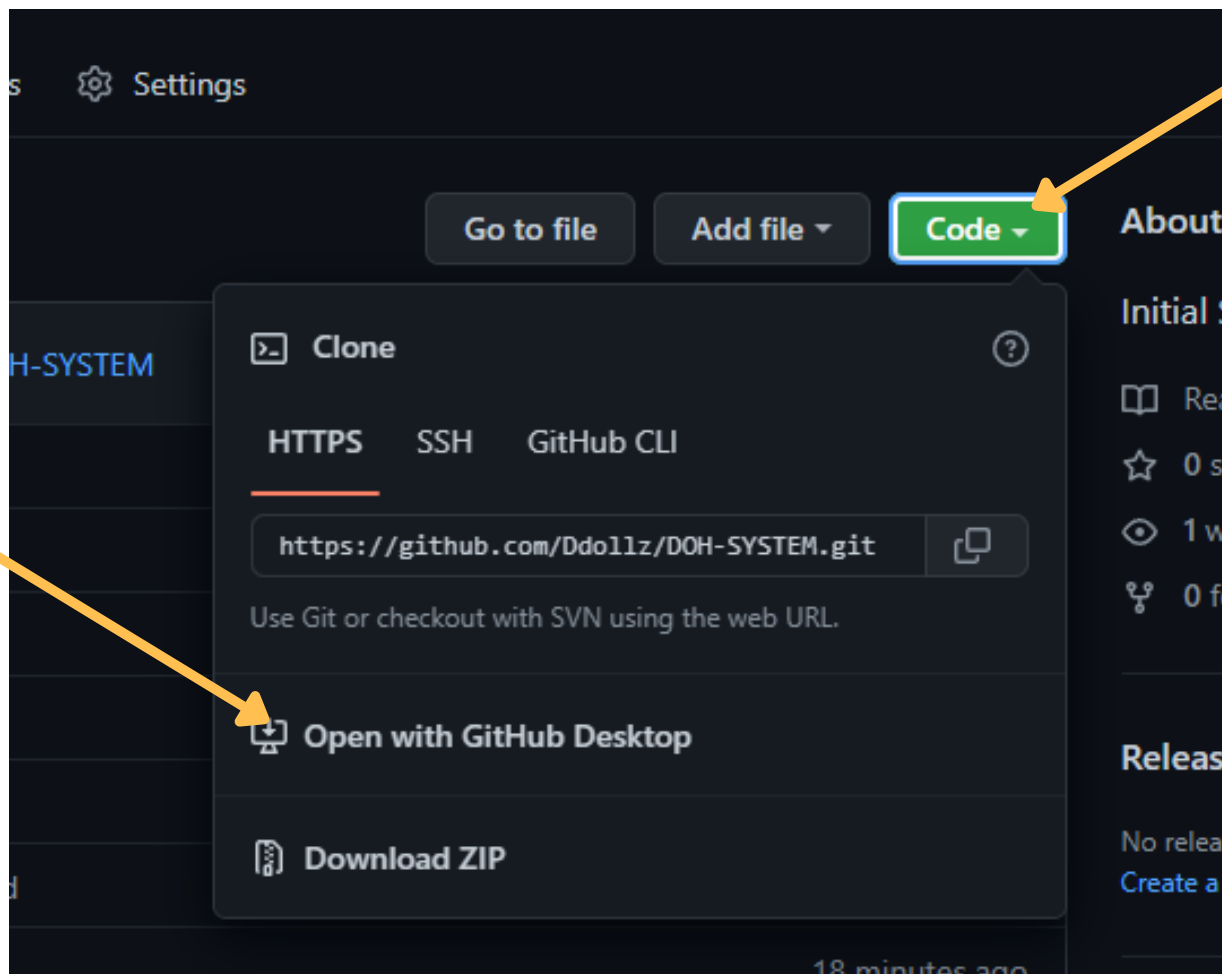 Settings
Go to file
Add file
Code
About
Initial
H-SYSTEM
Clone
HTTPS
SSH
GitHub CLI
0
https://github.com/Ddollz/DOH-SYSTEM.git
1
Use Git or checkout with SVN using the web URL.
0
Open with GitHub Desktop
Releas
Download ZIP
No relea
Create a
18 minutes ago